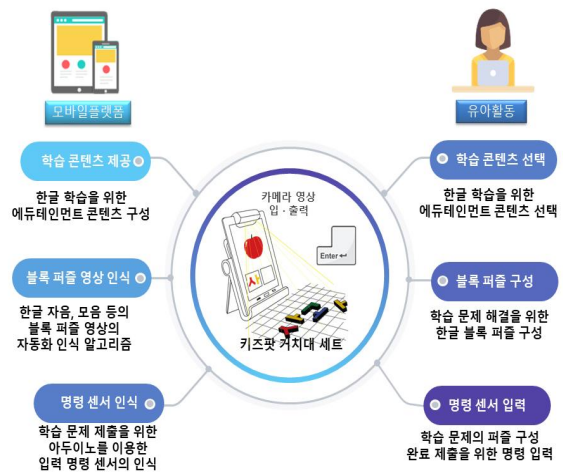 모바일플랫폼
유아활동
학습 콘텐츠 제공
한글 학습을 위한
에듀테인먼트 콘텐츠 구성
학습 콘텐츠 선택
한글 학습을 위한
에듀테인먼트 콘텐츠 선택
카메라 영상
입 · 출력
Enter
블록 퍼즐 영상 인식
한글 자음, 모음 등의
블록 퍼즐 영상의
자동화 인식 알고리즘
키즈팟 거치대 세트
블록 퍼즐 구성
학습 문제 해결을 위한
한글 블록 퍼즐 구성
명령 센서 인식
학습 문제 제출을 위한
아두이노를 이용한
입력 명령 센서의 인식
명령 센서 입력
학습 문제의 퍼즐 구성
완료 제출을 위한 명령 입력